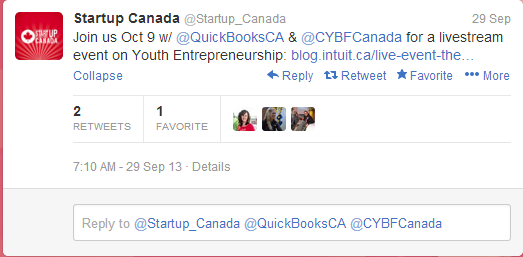 STARTUP
CANADA
Startup Canada @Startup_Canada 29 Sep
Join us Oct 9 w/ @QuickBooksCA & @CYBFCanada for a livestream
event on Youth Entrepreneurship: blog.intuit.ca/live-event-the…
Collapse Reply Retweet Favorite More
2 1
RETWEETS FAVORITE
7:10 AM - 29 Sep 13 · Details
Reply to @Startup_Canada @QuickBooksCA @CYBFCanada